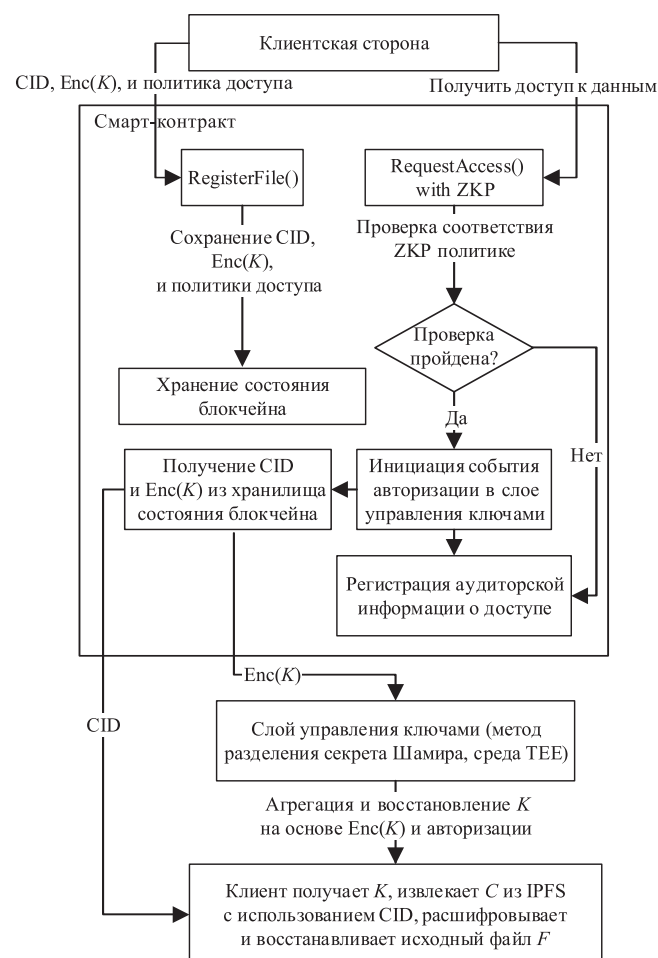 Клиентская сторона
CID, Enc(K), и политика доступа
Получить доступ к данным
Смарт-контракт
RegisterFile()
RequestAccess()
with ZKP
Сохранение CID,
Enc(K),
и политики доступа
Проверка соответствия
ZKP политике
Проверка
пройдена?
Хранение состояния
блокчейна
Да
Нет
Получение CID
и Enc(K) из хранилища
состояния блокчейна
Инициация события
авторизации в слое
управления ключами
Регистрация аудиторской
информации о доступе
Enc(K)
CID
Слой управления ключами (метод
разделения секрета Шамира, среда TEE)
Агрегация и восстановление K
на основе Enc(K) и авторизации
Клиент получает K, извлекает C из IPFS
с использованием CID, расшифровывает
и восстанавливает исходный файл F